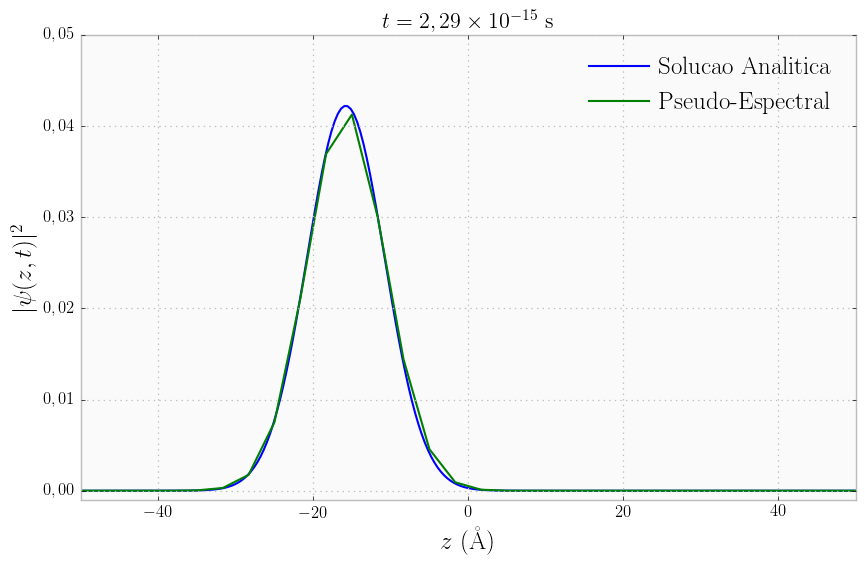 t = 2,29 × 10⁻¹⁵ s
|ψ(z, t)|²
0,05
0,04
0,03
0,02
0,01
0,00
Solucao Analitica
Pseudo-Espectral
−40 −20 0 20 40
z (Å)